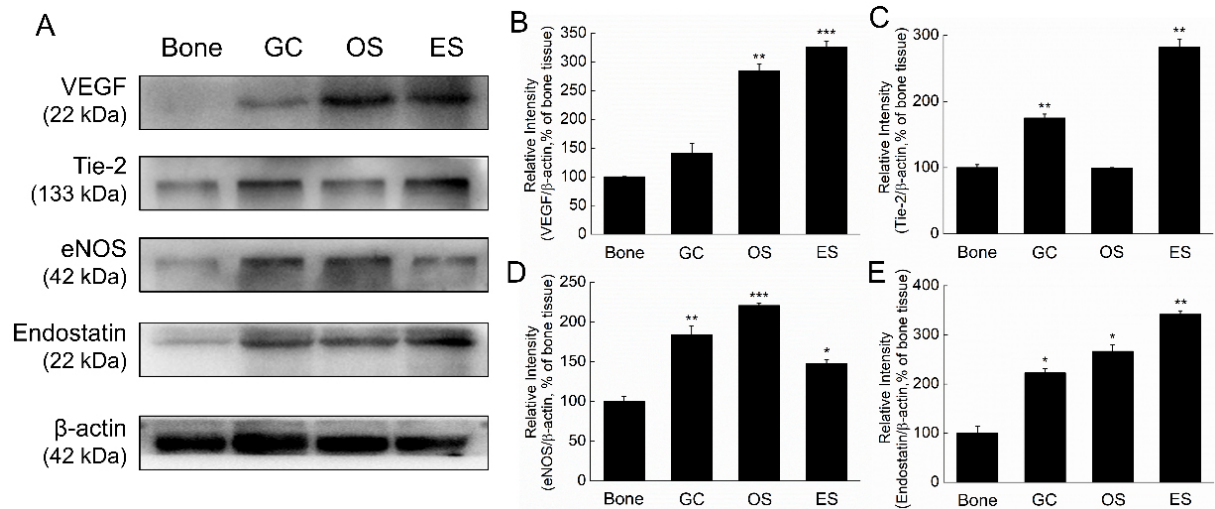 A
Bone GC OS ES
VEGF
(22 kDa)
Tie-2
(133 kDa)
eNOS
(42 kDa)
Endostatin
(22 kDa)
β-actin
(42 kDa)
B
Relative Intensity
(VEGF/β-actin,% of bone tissue)
350
300
250
200
150
100
50
0
** ***
Bone GC OS ES
C
Relative Intensity
(Tie-2/β-actin,% of bone tissue)
300
200
100
0
** **
Bone GC OS ES
D
Relative Intensity
(eNOS/β-actin, % of bone tissue)
250
200
150
100
50
0
** *** *
Bone GC OS ES
E
Relative Intensity
(Endostatin/β-actin,% of bone tissue)
400
300
200
100
0
* * **
Bone GC OS ES